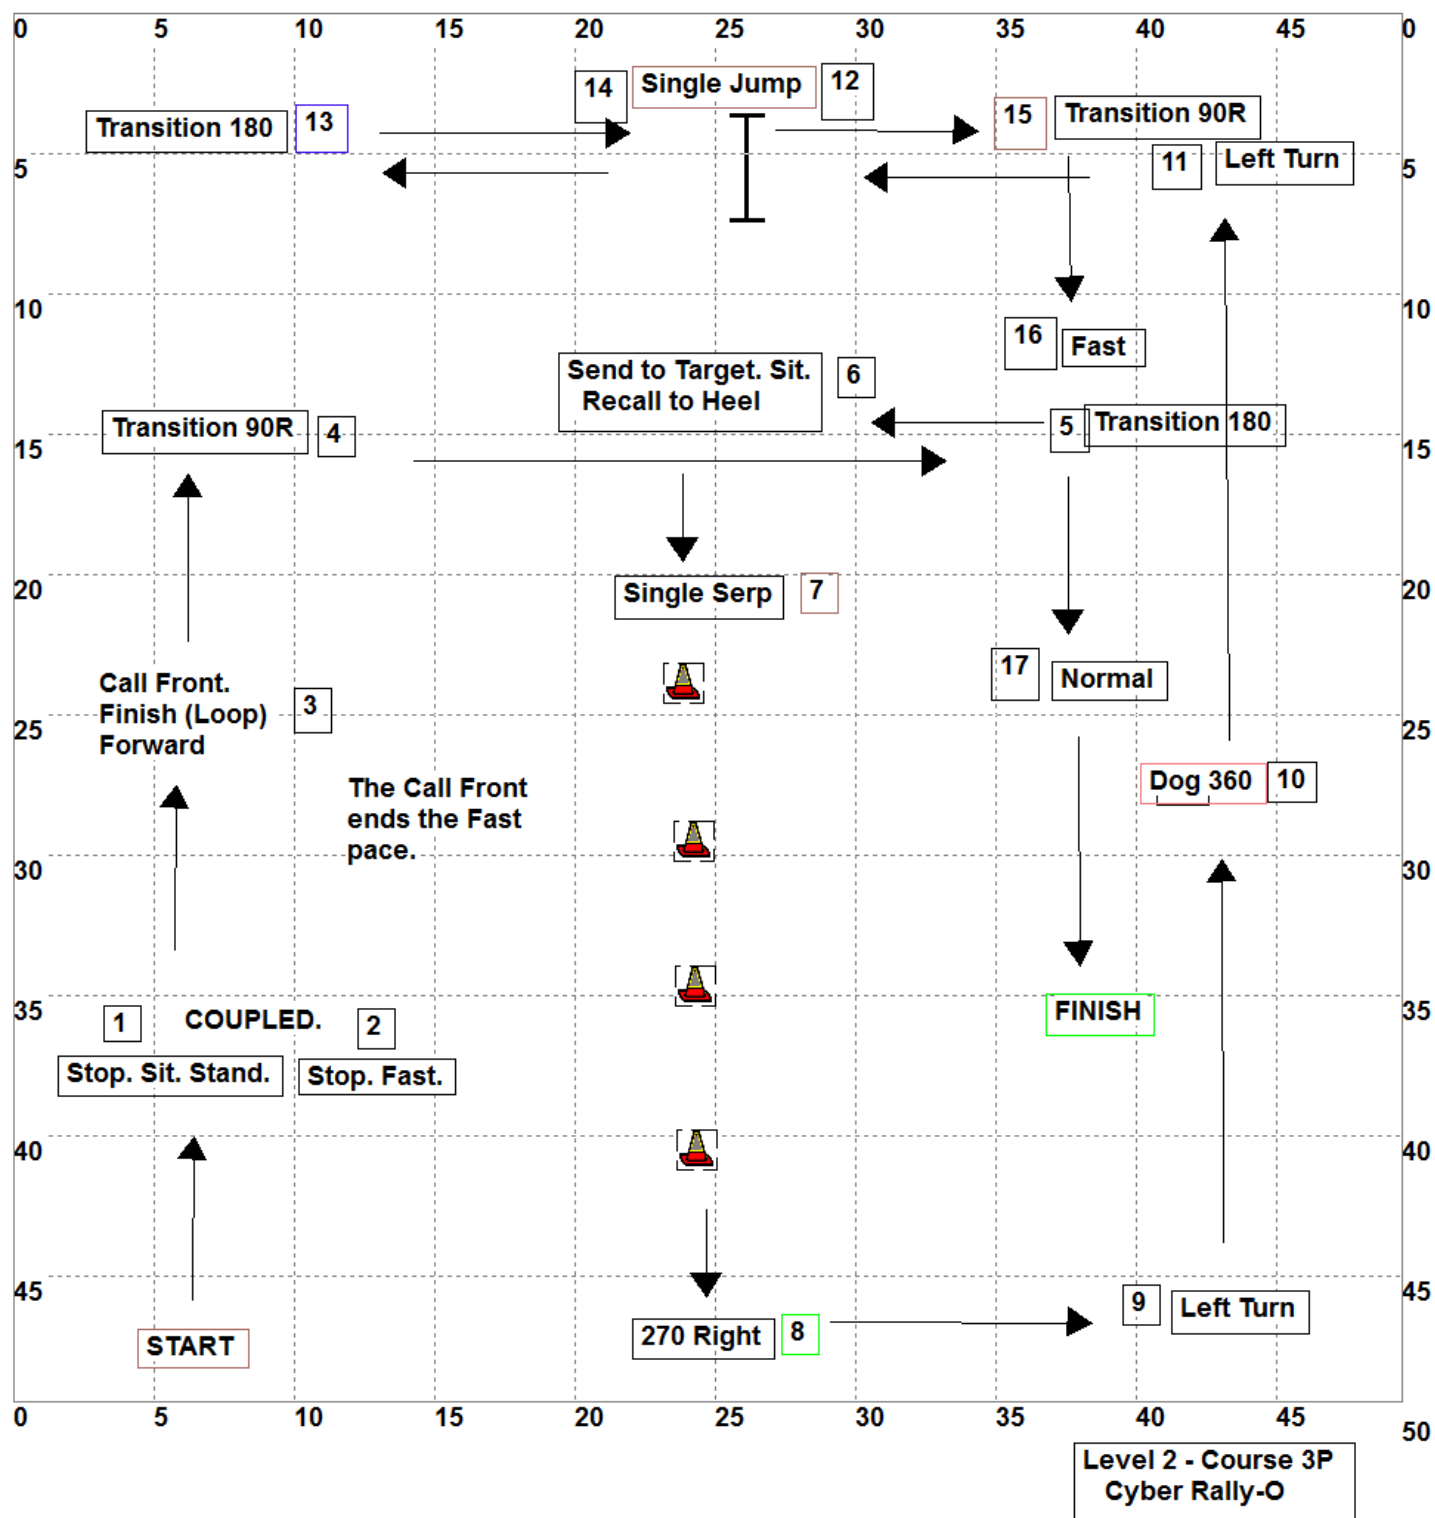 0 5 10 15 20 25 30 35 40 45 0
14 Single Jump 12
Transition 180 13
15 Transition 90R
5 11 Left Turn 5
10 10
16 Fast
Send to Target. Sit. 6
Recall to Heel
Transition 90R 4
5 Transition 180
15 15
20 20
Single Serp 7
17 Normal
Call Front.
Finish (Loop) 3
Forward
25 25
The Call Front
ends the Fast
pace.
Dog 360 10
30 30
35 35
1 COUPLED. 2
FINISH
Stop. Sit. Stand. Stop. Fast.
40 40
45 45
9 Left Turn
START
270 Right 8
0 5 10 15 20 25 30 35 40 45 50
Level 2 - Course 3P
Cyber Rally-O